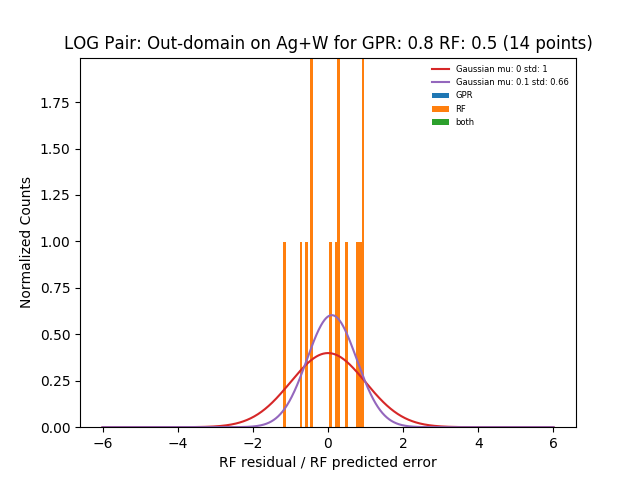 LOG Pair: Out-domain on Ag+W for GPR: 0.8 RF: 0.5 (14 points)
Gaussian mu: 0 std: 1
Gaussian mu: 0.1 std: 0.66
GPR
RF
both
Normalized Counts
1.75
1.50
1.25
1.00
0.75
0.50
0.25
0.00
−6 −4 −2 0 2 4 6
RF residual / RF predicted error